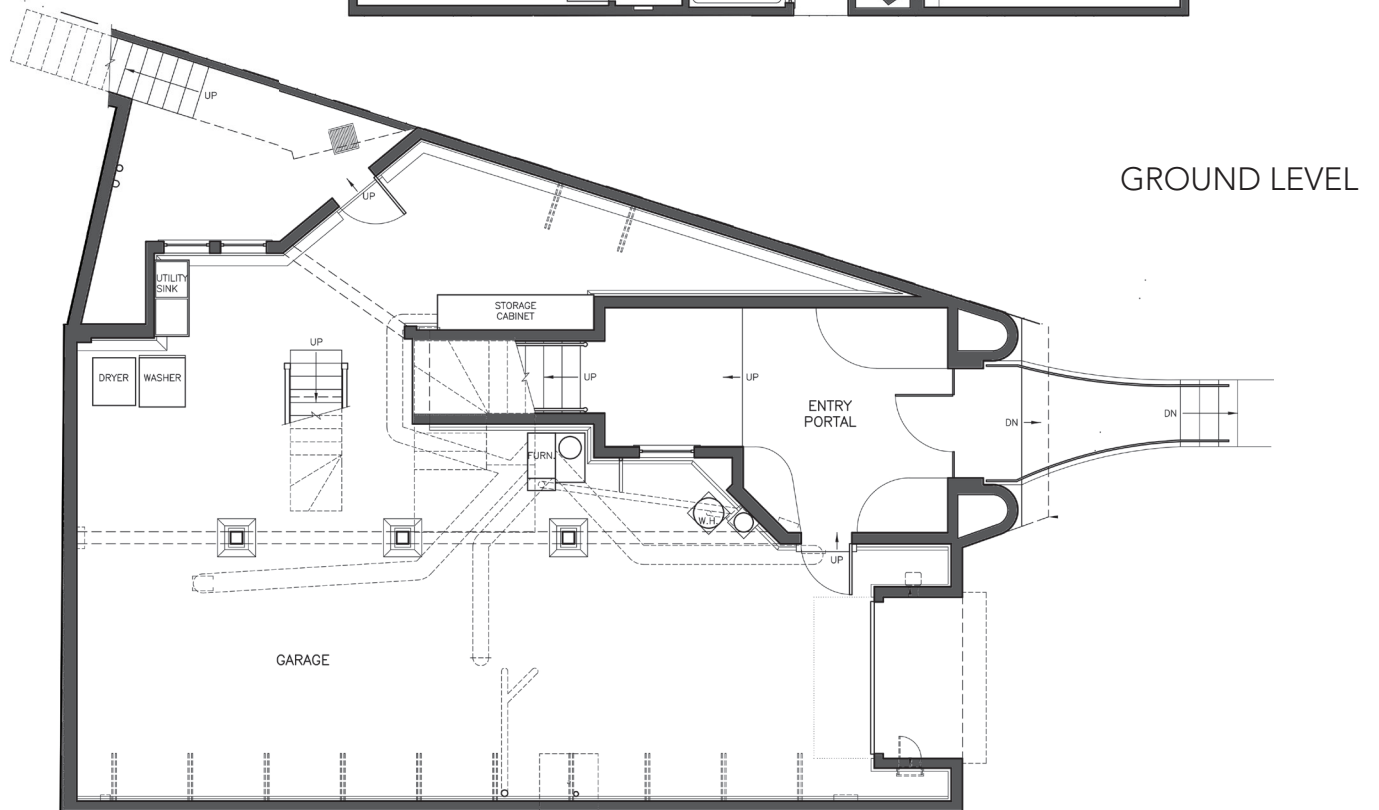 UP
GROUND LEVEL
UP
UTILITY
SINK
STORAGE
CABINET
UP
DRYER
WASHER
UP
UP
ENTRY
PORTAL
DN
DN
FURN.
W.H.
UP
GARAGE